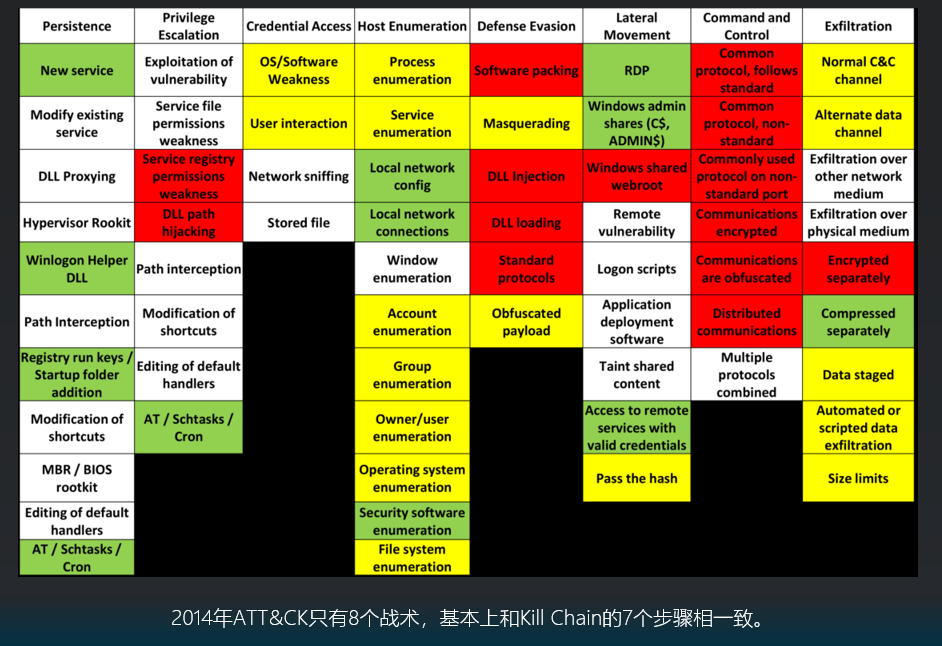 Persistence
Privilege
Escalation
Credential Access
Host Enumeration
Defense Evasion
Lateral
Movement
Command and
Control
Exfiltration
New service
Exploitation of
vulnerability
OS/Software
Weakness
Process
enumeration
Software packing
RDP
Common
protocol, follows
standard
Normal C&C
channel
Modify existing
service
Service file
permissions
weakness
User interaction
Service
enumeration
Masquerading
Windows admin
shares (C$,
ADMIN$)
Common
protocol, non-
standard
Alternate data
channel
DLL Proxying
Service registry
permissions
weakness
Network sniffing
Local network
config
DLL Injection
Windows shared
webroot
Commonly used
protocol on non-
standard port
Exfiltration over
other network
medium
Hypervisor Rookit
DLL path
hijacking
Stored file
Local network
connections
DLL loading
Remote
vulnerability
Communications
encrypted
Exfiltration over
physical medium
Winlogon Helper
DLL
Path interception
Window
enumeration
Standard
protocols
Logon scripts
Communications
are obfuscated
Encrypted
separately
Path Interception
Modification of
shortcuts
Account
enumeration
Obfuscated
payload
Application
deployment
software
Distributed
communications
Compressed
separately
Registry run keys /
Startup folder
addition
Editing of default
handlers
Group
enumeration
Taint shared
content
Multiple
protocols
combined
Data staged
Modification of
shortcuts
AT / Schtasks /
Cron
Owner/user
enumeration
Access to remote
services with
valid credentials
Automated or
scripted data
exfiltration
MBR / BIOS
rootkit
Operating system
enumeration
Pass the hash
Size limits
Editing of default
handlers
Security software
enumeration
AT / Schtasks /
Cron
File system
enumeration
2014年ATT&CK只有8个战术，基本上和Kill Chain的7个步骤相一致。